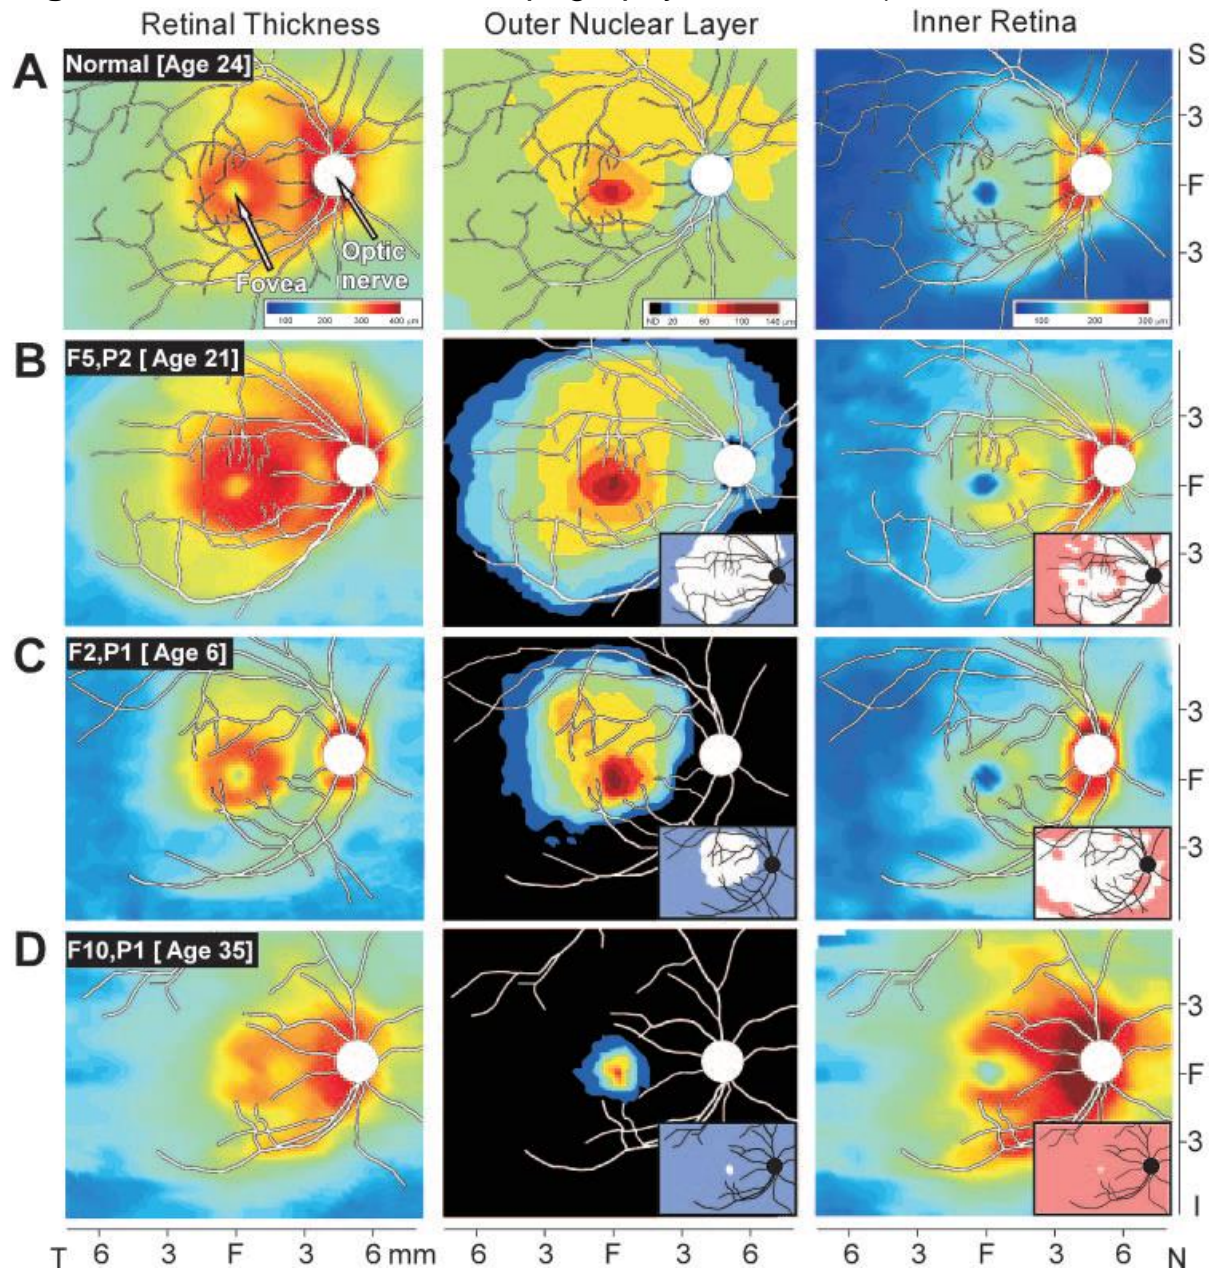 Retinal Thickness Outer Nuclear Layer Inner Retina
A Normal [Age 24] S
3
F
3
Fovea
Optic
nerve
100 200 300 400 μm
ND 20 60 100 140 μm
100 200 300 μm
B F5,P2 [ Age 21]
3
F
3
C F2,P1 [ Age 6]
3
F
3
D F10,P1 [ Age 35]
3
F
3
I
T 6 3 F 3 6 mm 6 3 F 3 6 6 3 F 3 6 N